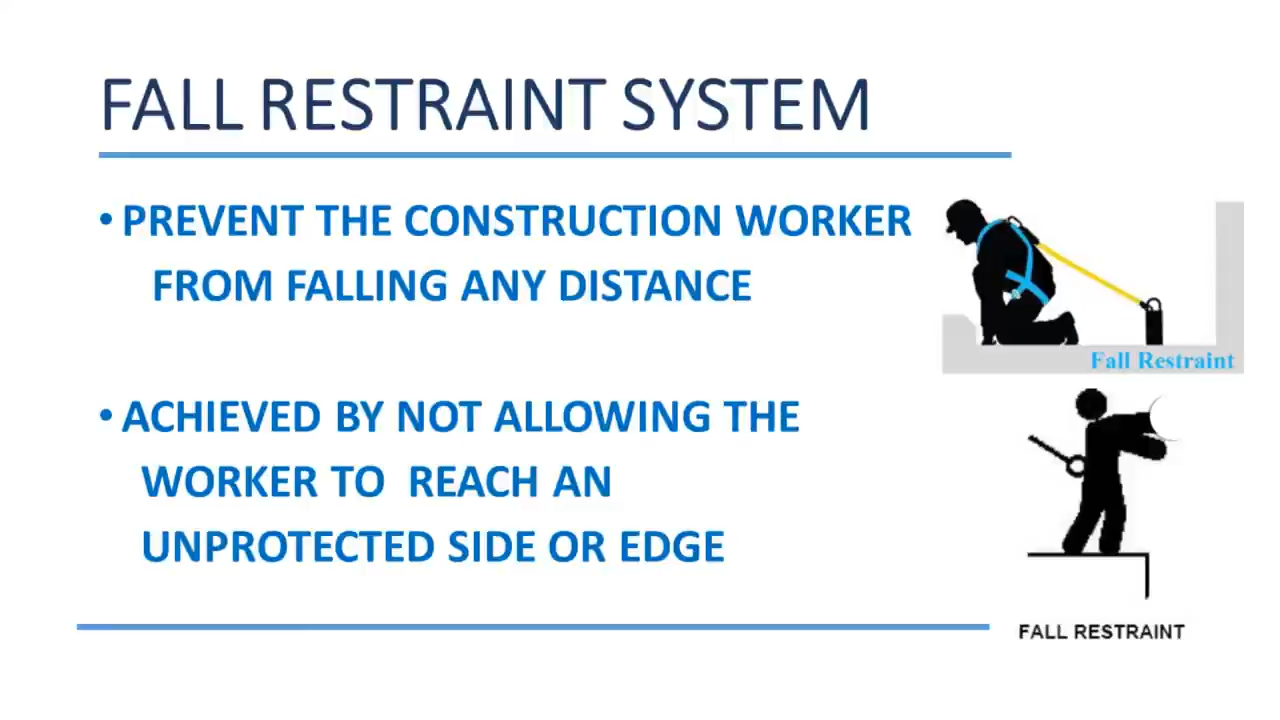 FALL RESTRAINT SYSTEM
• PREVENT THE CONSTRUCTION WORKER
FROM FALLING ANY DISTANCE
• ACHIEVED BY NOT ALLOWING THE
WORKER TO REACH AN
UNPROTECTED SIDE OR EDGE
Fall Restraint
FALL RESTRAINT